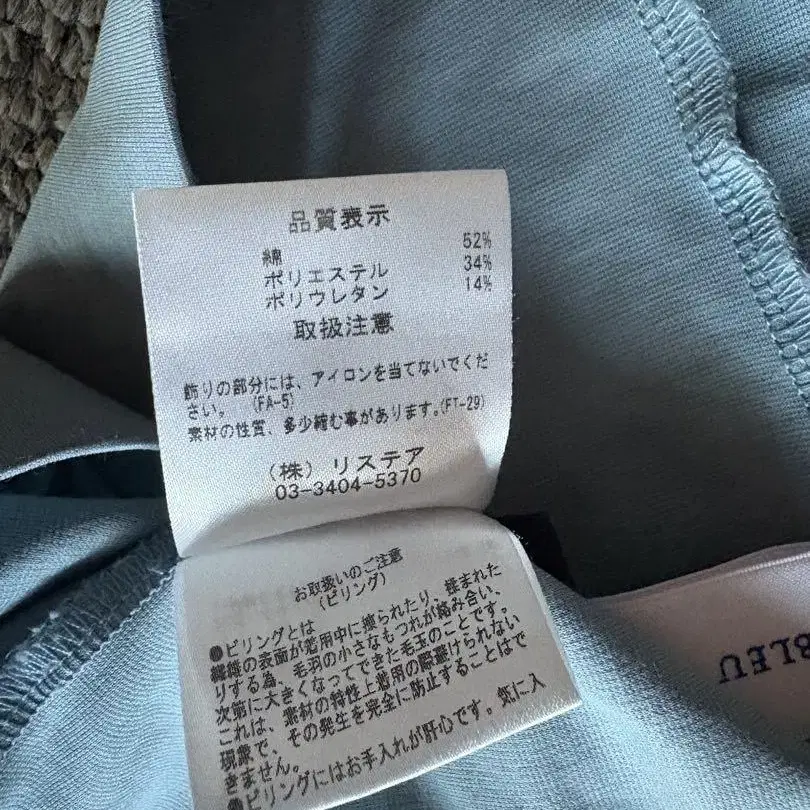 品質表示
綿 52%
ポリエステル 34%
ポリウレタン 14%
取扱注意
飾りの部分には、アイロンを当てないでくだ
さい。 (FA-5)
素材の性質、多少縮む事があります。(FT-29)
(株) リステア
03-3404-5370
お取扱いのご注意
(ピリング)
●ピリングとは
繊維の表面が着用中に擦られたり、揉まれた
りする為、毛羽の小さなもつれが絡み合い、
次第に大きくなってできた毛玉のことです。
これは、素材の特性上着用の際避けられない
現象で、その発生を完全に防止することはで
きません。
●ピリングにはお手入れが肝心です。気に入
BLEU